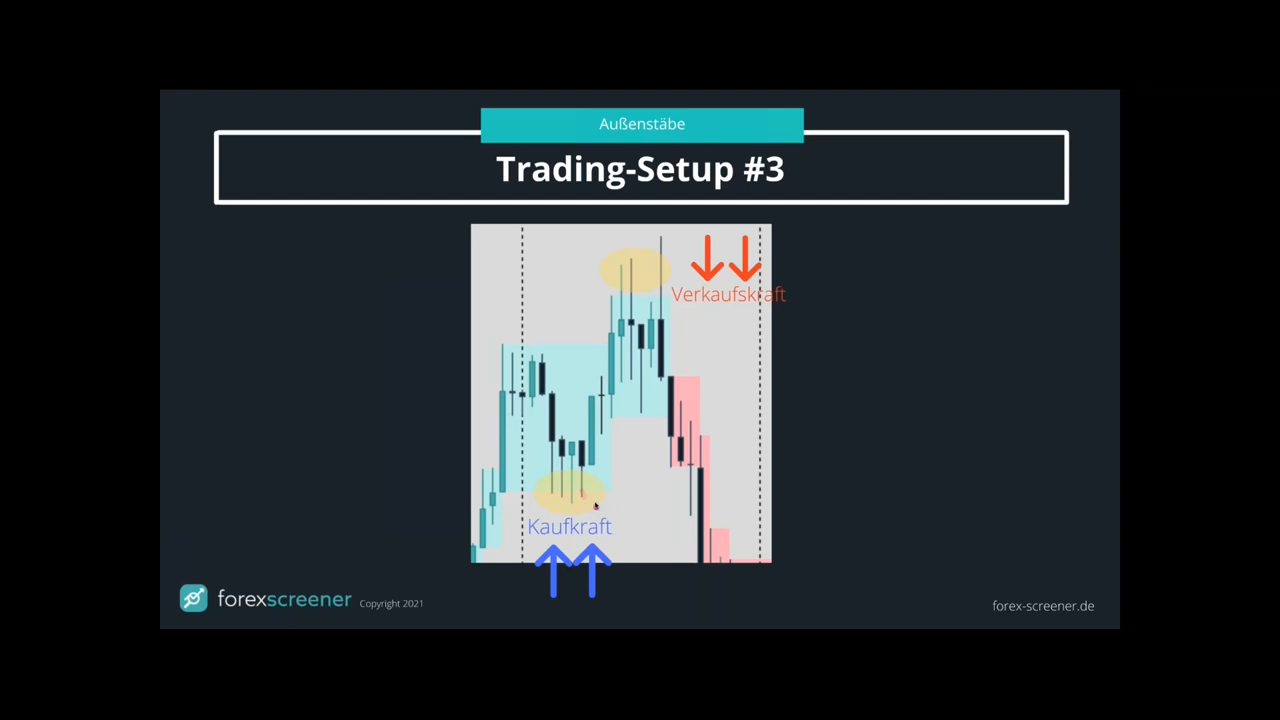 Außenstäbe
Trading-Setup #3
Verkaufskraft
Kaufkraft
forexscreener Copyright 2021
forex-screener.de